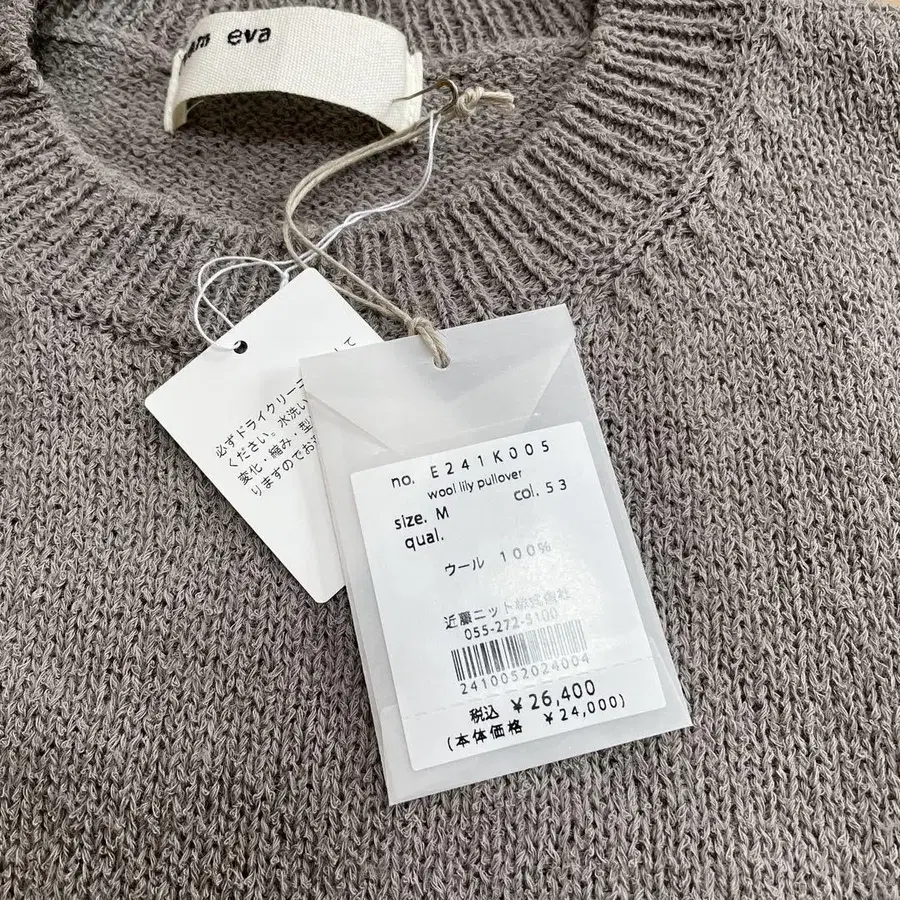 eva
必ずドライクリーニ
ください。水洗い
変化・縮み・型
りますのでお
no. E241K005
wool lily pullover
size. M col. 53
qual.
ウール 100%
近藤ニット株式会社
055-272-5100
2410052024004
税込 ¥26,400
(本体価格 ¥24,000)